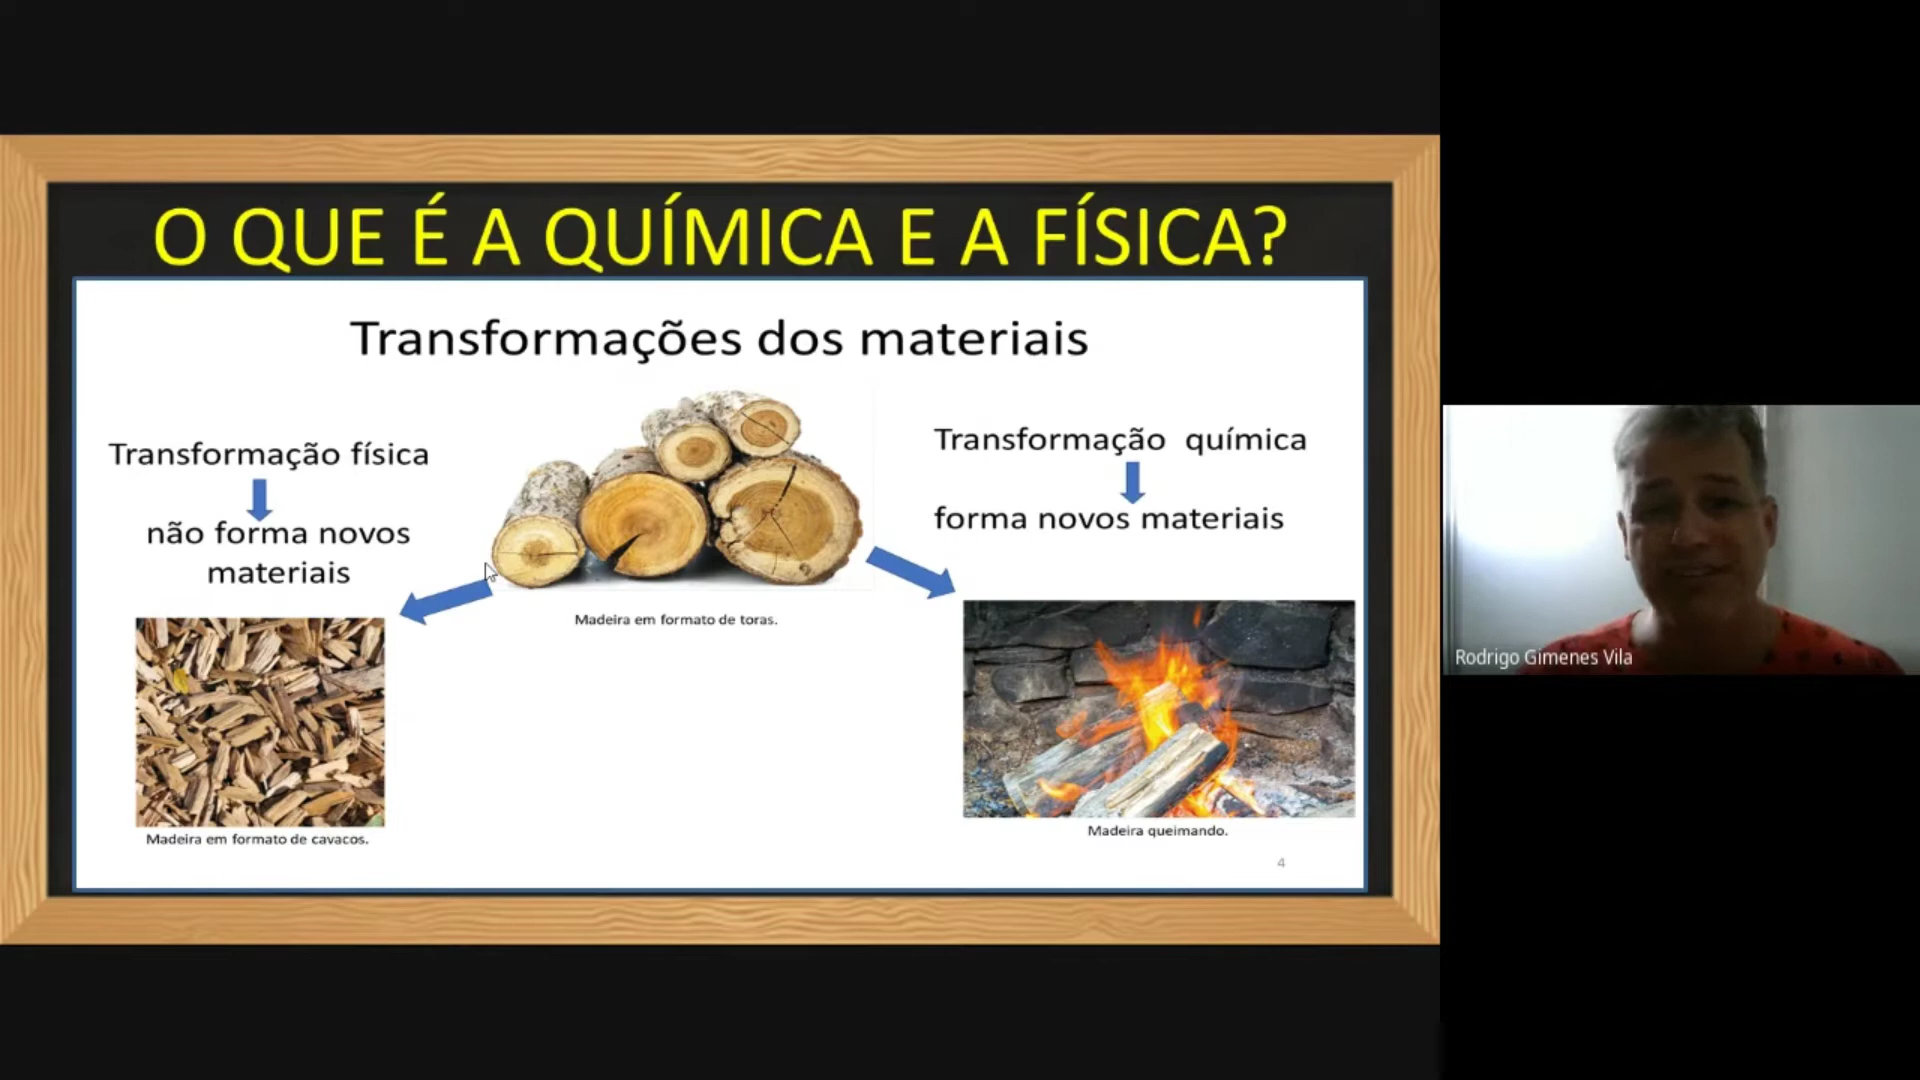 O QUE É A QUÍMICA E A FÍSICA?
Transformações dos materiais
Transformação física
não forma novos
materiais
Transformação  química
forma novos materiais
Madeira em formato de toras.
Madeira em formato de cavacos.
Madeira queimando.
4
Rodrigo Gimenes Vila